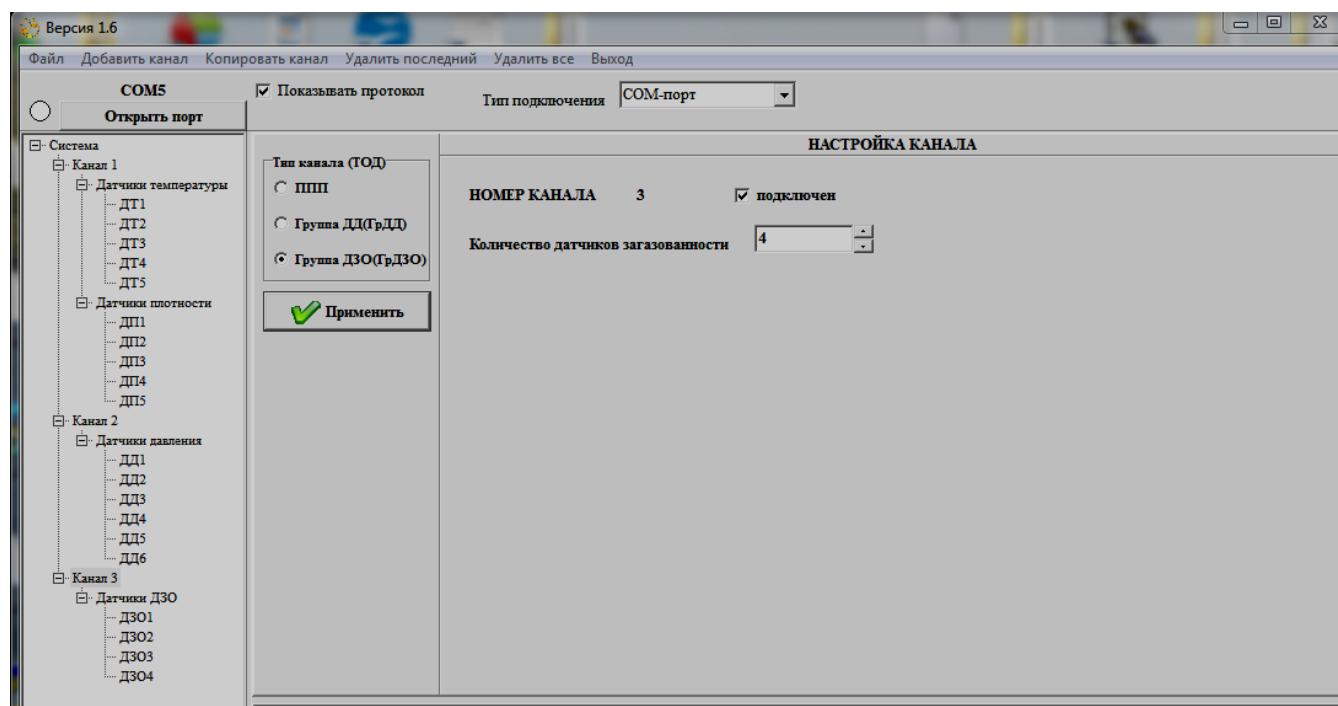 Версия 1.6
Файл Добавить канал Копировать канал Удалить последний Удалить все Выход
COM5
Открыть порт
Показывать протокол
Тип подключения COM-порт
Система
Канал 1
Датчики температуры
ДТ1
ДТ2
ДТ3
ДТ4
ДТ5
Датчики плотности
ДП1
ДП2
ДП3
ДП4
ДП5
Канал 2
Датчики давления
ДД1
ДД2
ДД3
ДД4
ДД5
ДД6
Канал 3
Датчики ДЗО
ДЗО1
ДЗО2
ДЗО3
ДЗО4
Тип канала (ТОД)
ППП
Группа ДД(ГрДД)
Группа ДЗО(ГрДЗО)
Применить
НАСТРОЙКА КАНАЛА
НОМЕР КАНАЛА 3 подключен
Количество датчиков загазованности 4